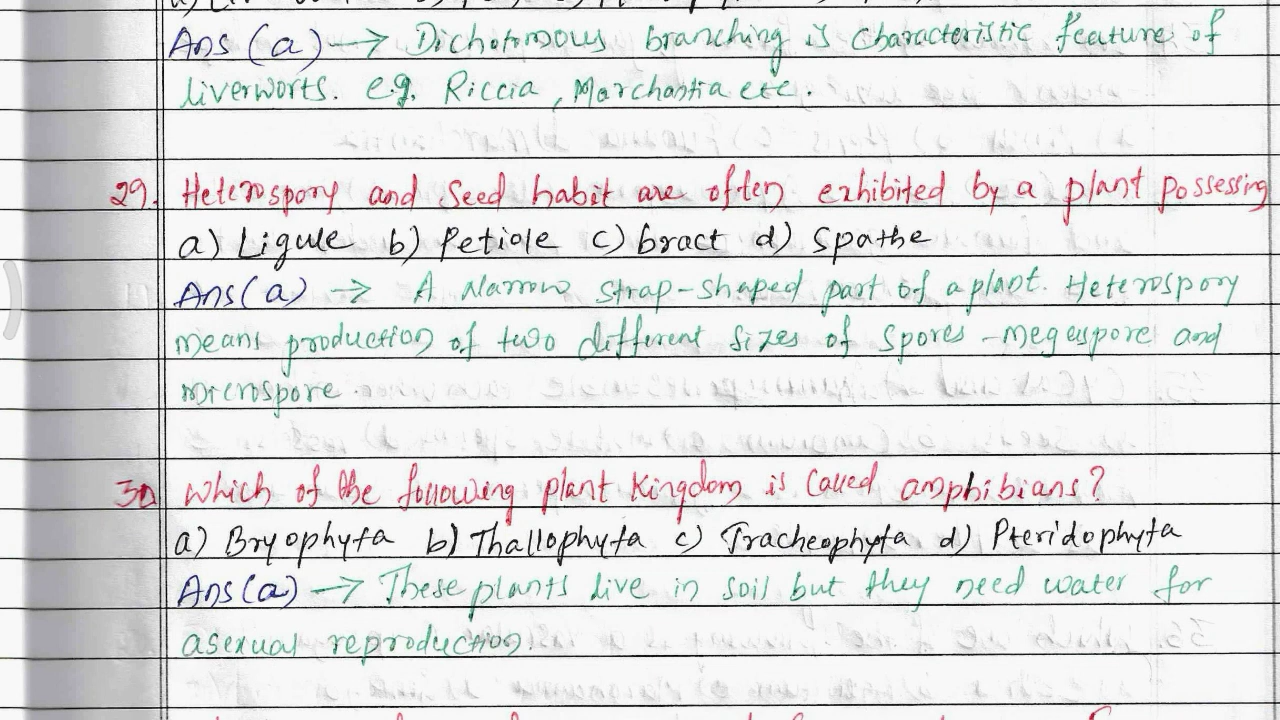 Ans (a) → Dichotomous branching is characteristic feature of
liverworts. e.g. Riccia, Marchantia etc.
29. Heterospory and seed habit are often exhibited by a plant possessing
a) Ligule b) Petiole c) bract d) spathe
Ans (a) → A Narrow strap-shaped part of a plant. Heterospory
means production of two different sizes of spores - megaspore and
microspore.
30. Which of the following plant Kingdom is called amphibians?
a) Bryophyta b) Thallophyta c) Tracheophyta d) Pteridophyta
Ans (a) → These plants live in soil but they need water for
asexual reproduction.